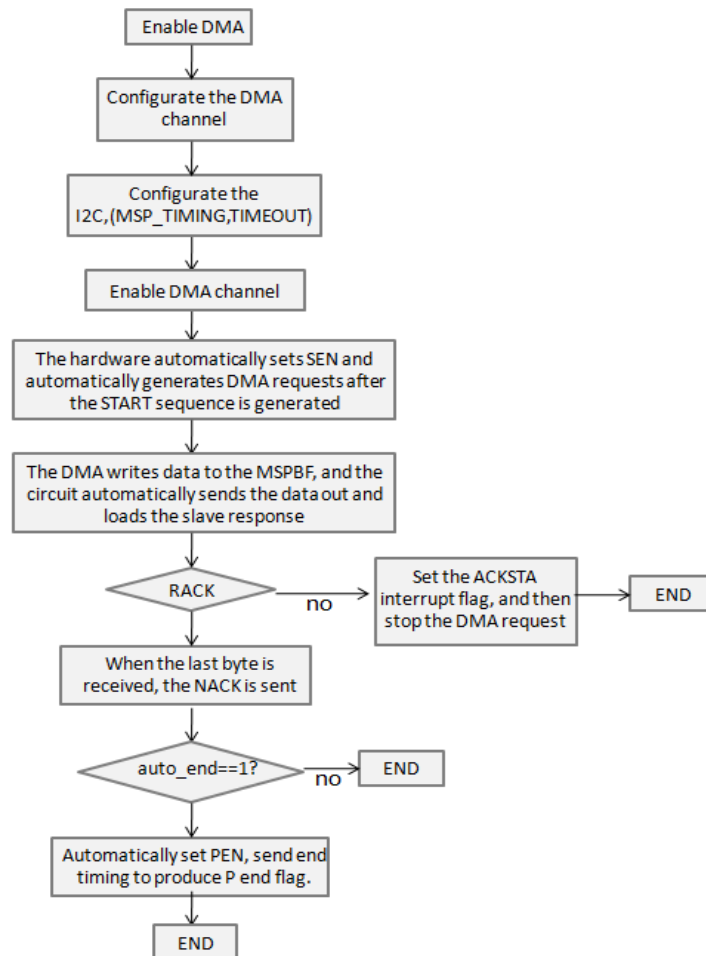 Enable DMA
Configurate the DMA
channel
Configurate the
I2C,(MSP_TIMING,TIMEOUT)
Enable DMA channel
The hardware automatically sets SEN and
automatically generates DMA requests after
the START sequence is generated
The DMA writes data to the MSPBF, and the
circuit automatically sends the data out and
loads the slave response
RACK
no
Set the ACKSTA
interrupt flag, and then
stop the DMA request
END
When the last byte is
received, the NACK is sent
auto_end==1?
no
END
Automatically set PEN, send end
timing to produce P end flag.
END